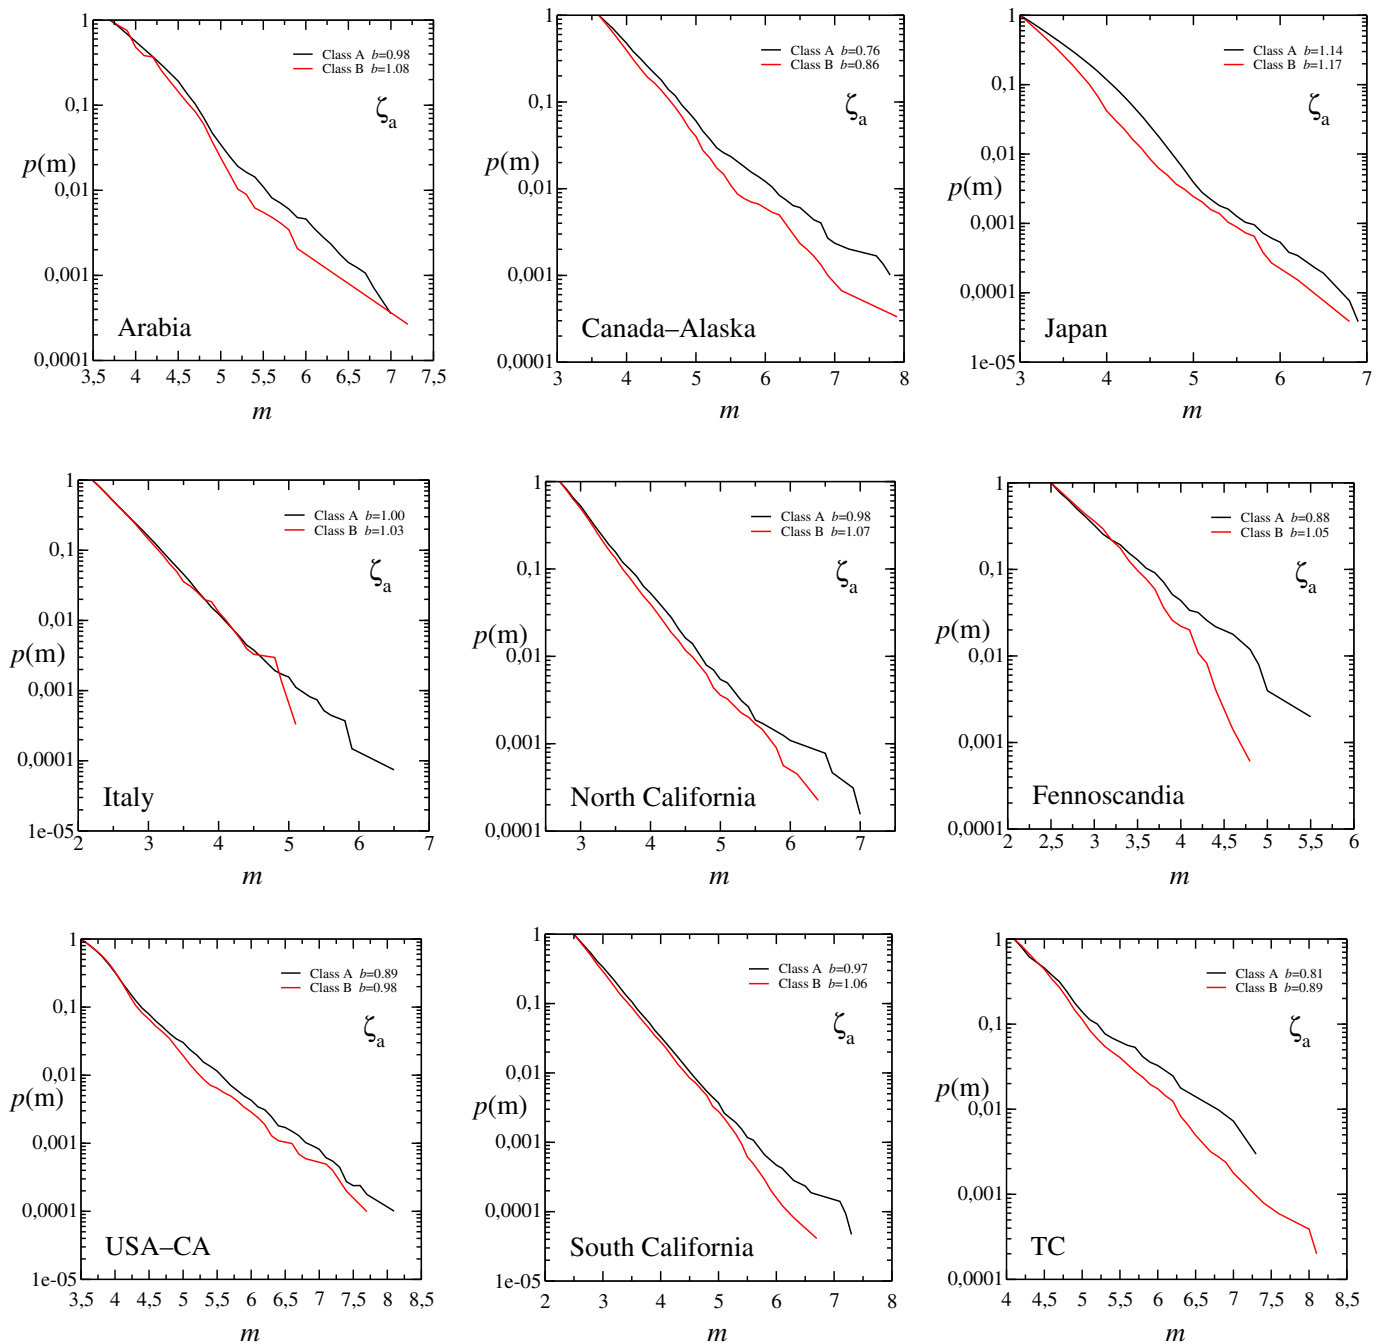 1
0,1
0,01
0,001
0,0001
p(m)
Class A b=0.98
Class B b=1.08
ζa
Arabia
3,5 4 4,5 5 5,5 6 6,5 7 7,5
m
1
0,1
0,01
0,001
0,0001
p(m)
Class A b=0.76
Class B b=0.86
ζa
Canada–Alaska
3 4 5 6 7 8
m
1
0,1
0,01
0,001
0,0001
1e-05
p(m)
Class A b=1.14
Class B b=1.17
ζa
Japan
3 4 5 6 7
m
1
0,1
0,01
0,001
0,0001
1e-05
p(m)
Class A b=1.00
Class B b=1.03
ζa
Italy
2 3 4 5 6 7
m
1
0,1
0,01
0,001
0,0001
p(m)
Class A b=0.98
Class B b=1.07
ζa
North California
3 4 5 6 7
m
1
0,1
0,01
0,001
0,0001
p(m)
Class A b=0.88
Class B b=1.05
ζa
Fennoscandia
2 2,5 3 3,5 4 4,5 5 5,5 6
m
1
0,1
0,01
0,001
0,0001
1e-05
p(m)
Class A b=0.89
Class B b=0.98
ζa
USA–CA
3,5 4 4,5 5 5,5 6 6,5 7 7,5 8 8,5
m
1
0,1
0,01
0,001
0,0001
1e-05
p(m)
Class A b=0.97
Class B b=1.06
ζa
South California
2 3 4 5 6 7 8
m
1
0,1
0,01
0,001
0,0001
p(m)
Class A b=0.81
Class B b=0.89
ζa
TC
4 4,5 5 5,5 6 6,5 7 7,5 8 8,5
m